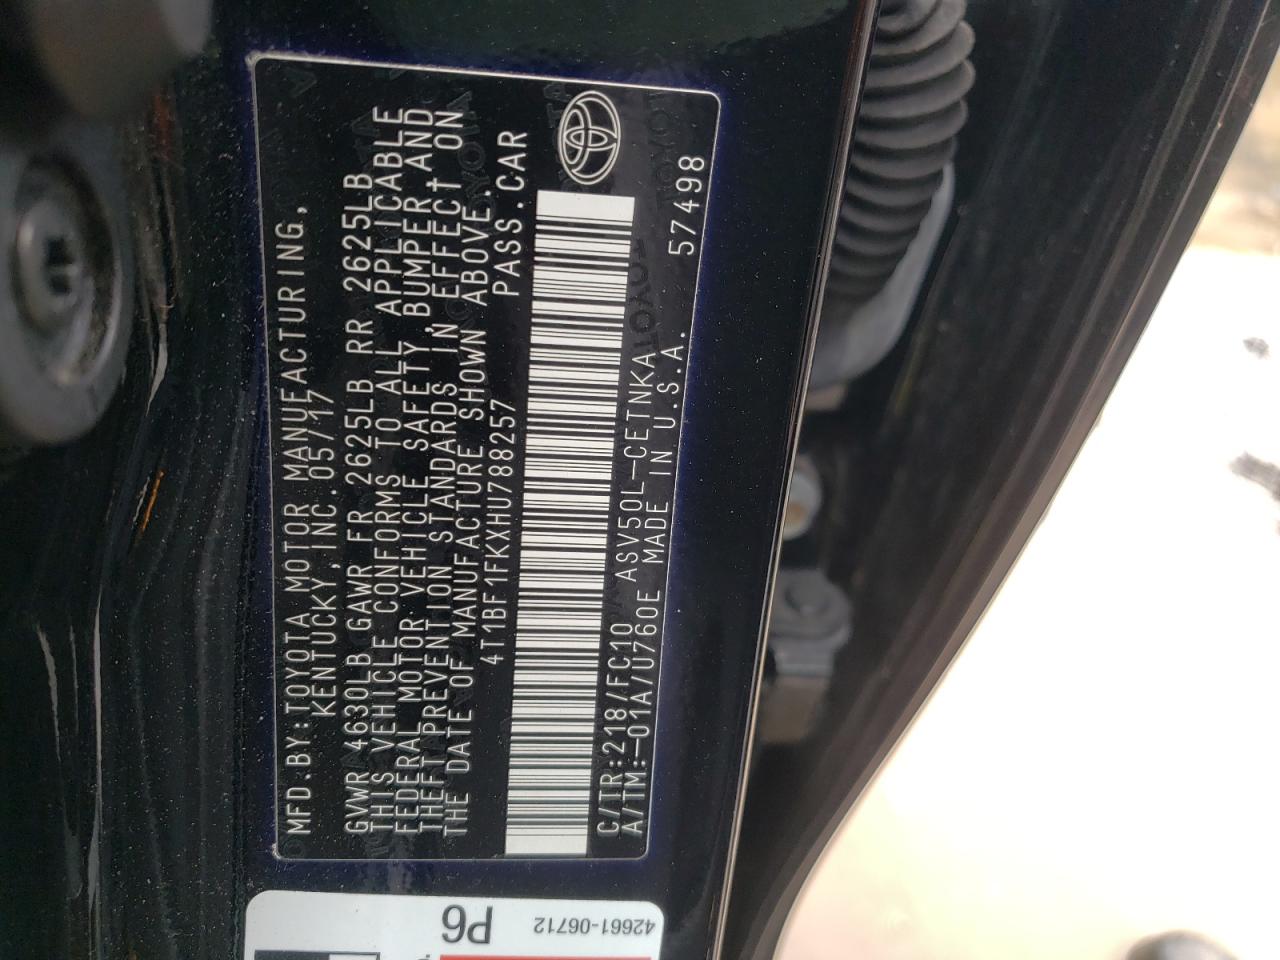 MFD.BY:TOYOTA MOTOR MANUFACTURING,
KENTUCKY,INC.05/17
GVWR 4630LB GAWR FR 2625LB RR 2625LB
THIS VEHICLE CONFORMS TO ALL APPLICABLE
FEDERAL MOTOR VEHICLE SAFETY,BUMPER,AND
THEFT PREVENTION STANDARDS IN EFFECT ON
THE DATE OF MANUFACTURE SHOWN ABOVE.
4T1BF1FKXHU788257 PASS.CAR
C/TR:218/FC10 ASV50L-CETNKA
A/TM:-01A/U760E MADE IN U.S.A. 57498
P6
42661-06712